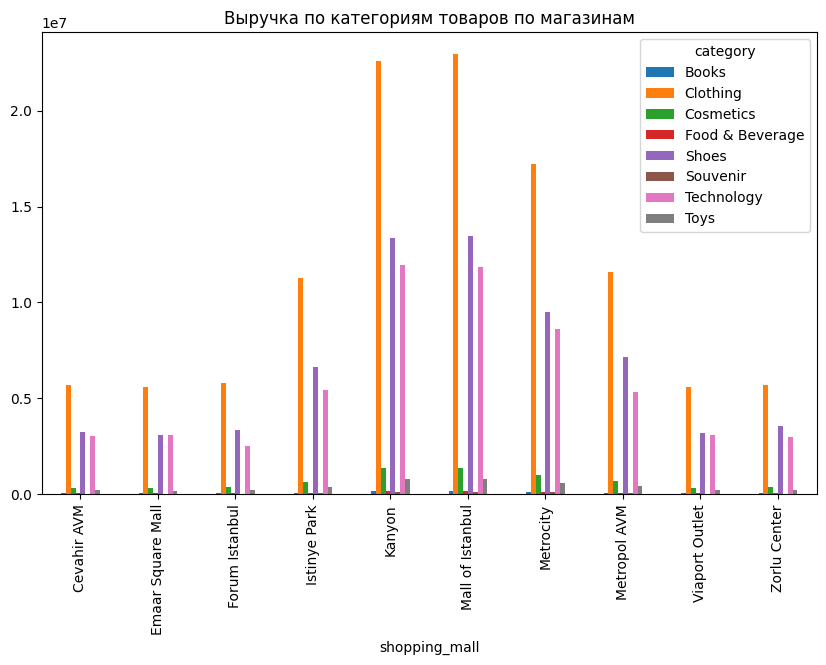 Выручка по категориям товаров по магазинам
1e7
category
Books
Clothing
Cosmetics
Food & Beverage
Shoes
Souvenir
Technology
Toys
2.0
1.5
1.0
0.5
0.0
Cevahir AVM
Emaar Square Mall
Forum Istanbul
Istinye Park
Kanyon
Mall of Istanbul
Metrocity
Metropol AVM
Viaport Outlet
Zorlu Center
shopping_mall